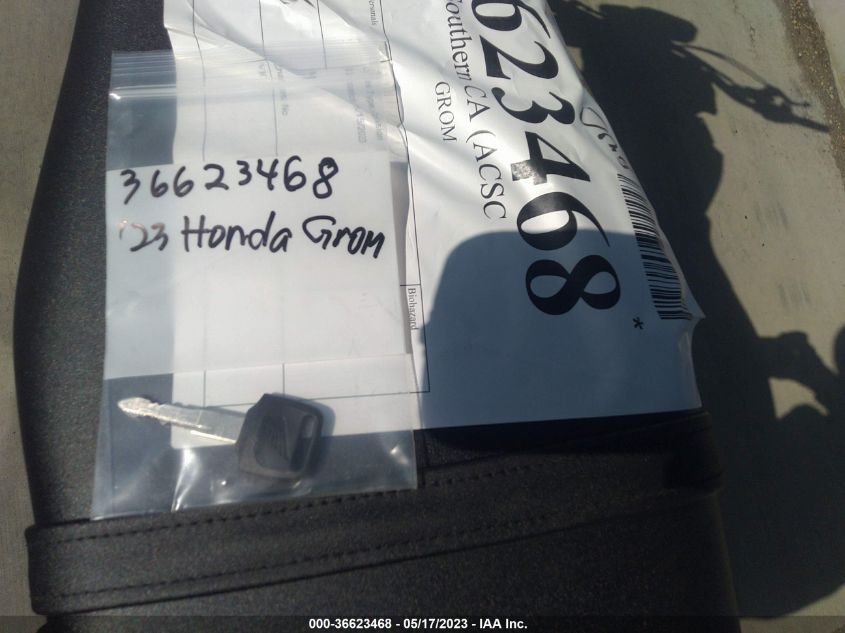 36623468
'23 Honda Grom
623468
Southern CA (ACSC
GROM
*
Biohazard
000-36623468 - 05/17/2023 - IAA Inc.